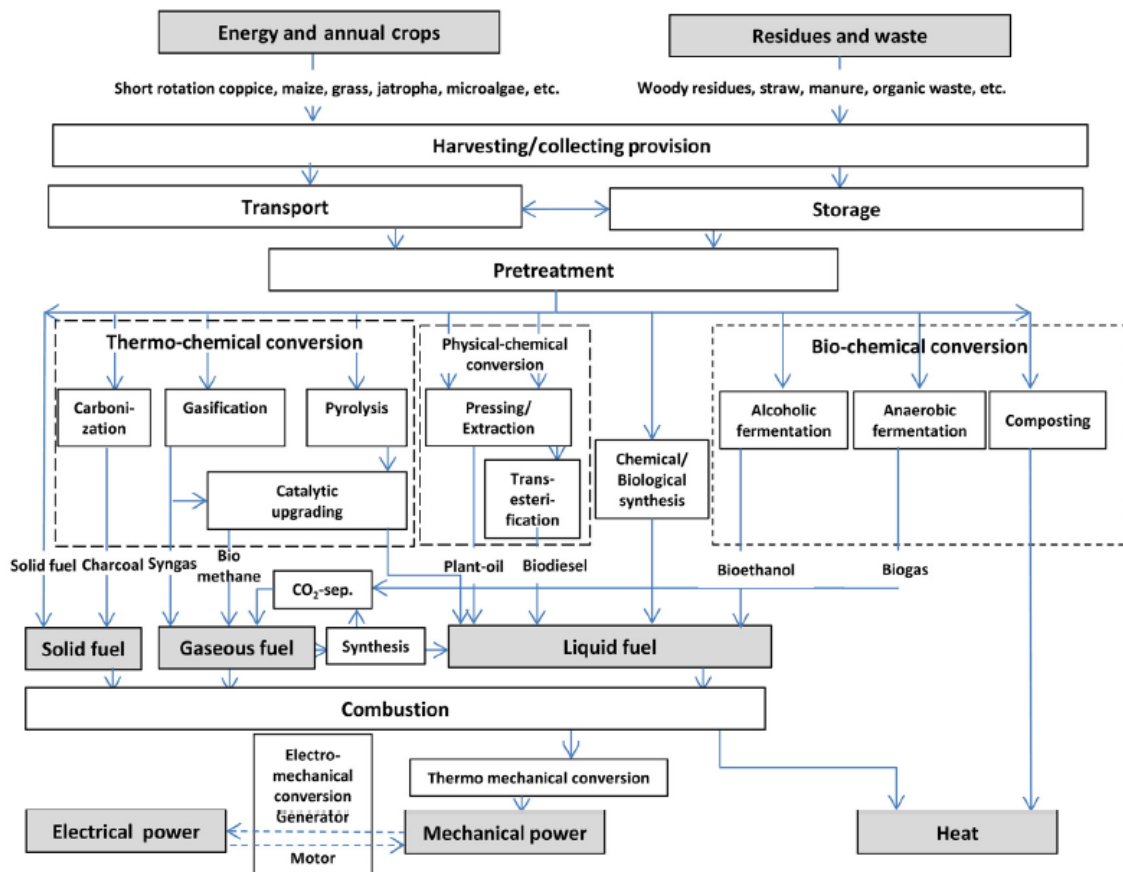 Energy and annual crops
Residues and waste
Short rotation coppice, maize, grass, jatropha, microalgae, etc.
Woody residues, straw, manure, organic waste, etc.
Harvesting/collecting provision
Transport
Storage
Pretreatment
Thermo-chemical conversion
Physical-chemical
conversion
Bio-chemical conversion
Carboni-
zation
Gasification
Pyrolysis
Pressing/
Extraction
Alcoholic
fermentation
Anaerobic
fermentation
Composting
Chemical/
Biological
synthesis
Catalytic
upgrading
Trans-
esteri-
fication
Solid fuel
Charcoal
Syngas
Bio
methane
Plant-oil
Biodiesel
Bioethanol
Biogas
CO₂-sep.
Solid fuel
Gaseous fuel
Synthesis
Liquid fuel
Combustion
Electro-
mechanical
conversion
Generator
Thermo mechanical conversion
Electrical power
Mechanical power
Heat
Motor